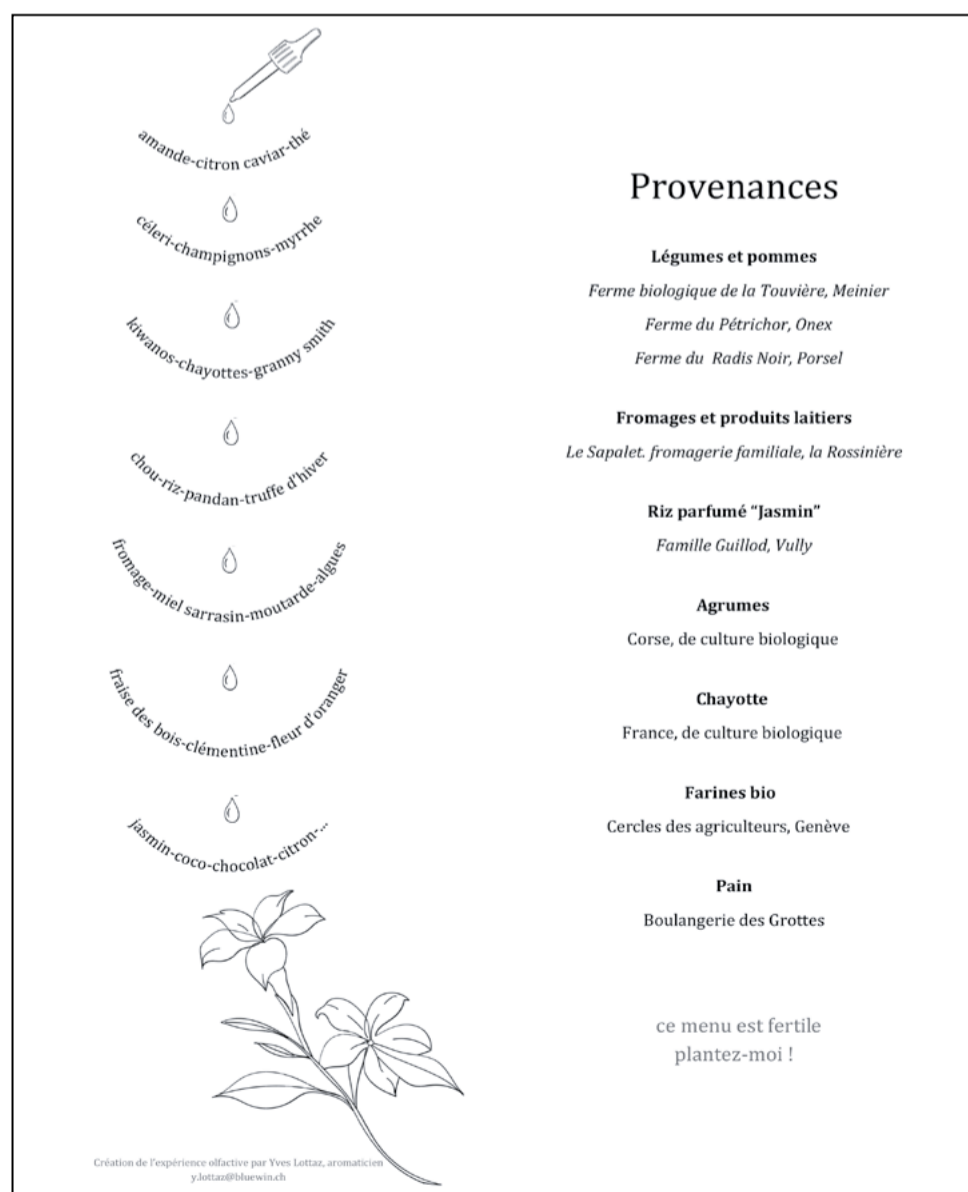 amande-citron caviar-thé
céleri-champignons-myrrhe
kiwanos-chayottes-granny smith
chou-riz-pandan-truffe d'hiver
fromage-miel sarrasin-moutarde-algues
fraise des bois-clémentine-fleur d'oranger
jasmin-coco-chocolat-citron-...
Création de l'expérience olfactive par Yves Lottaz, aromaticien
y.lottaz@bluewin.ch
Provenances
Légumes et pommes
Ferme biologique de la Touvière, Meinier
Ferme du Pétrichor, Onex
Ferme du Radis Noir, Porsel
Fromages et produits laitiers
Le Sapalet. fromagerie familiale, la Rossinière
Riz parfumé “Jasmin”
Famille Guillod, Vully
Agrumes
Corse, de culture biologique
Chayotte
France, de culture biologique
Farines bio
Cercles des agriculteurs, Genève
Pain
Boulangerie des Grottes
ce menu est fertile
plantez-moi !